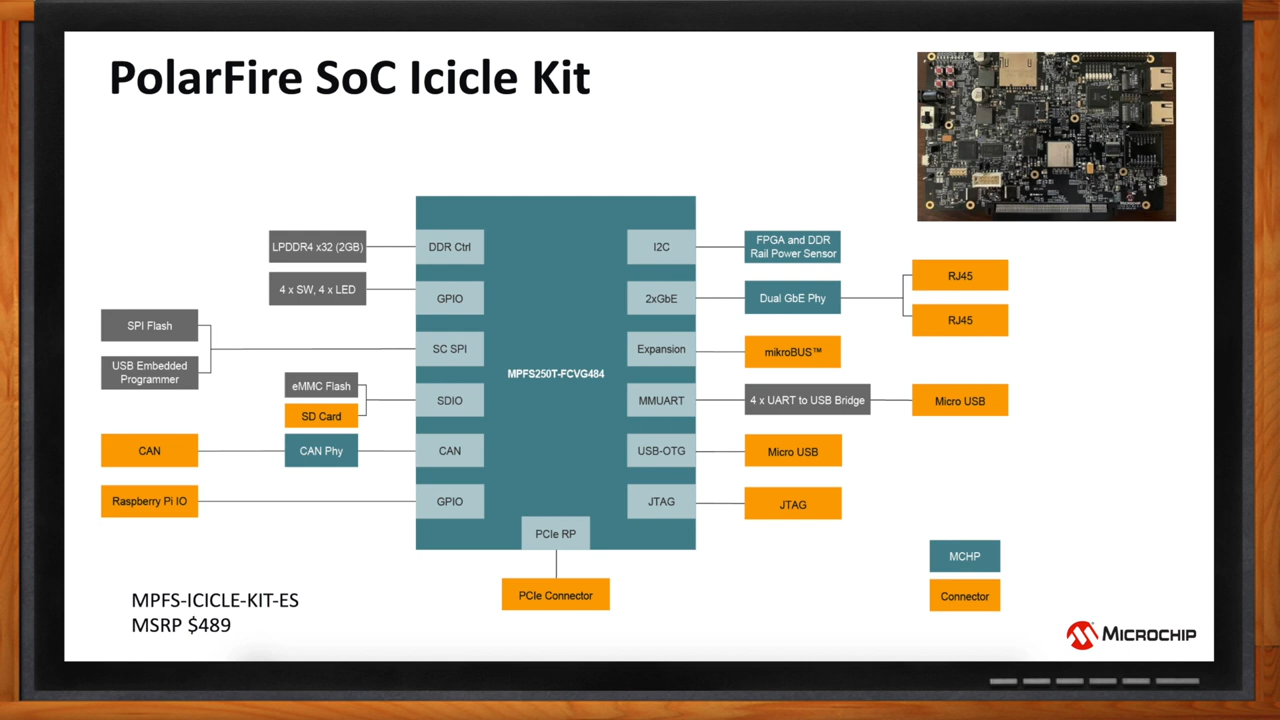 PolarFire SoC Icicle Kit
LPDDR4 x32 (2GB)
DDR Ctrl
I2C
FPGA and DDR
Rail Power Sensor
4 x SW, 4 x LED
GPIO
2xGbE
Dual GbE Phy
RJ45
RJ45
SPI Flash
USB Embedded
Programmer
SC SPI
Expansion
mikroBUS™
MPFS250T-FCVG484
eMMC Flash
SD Card
SDIO
MMUART
4 x UART to USB Bridge
Micro USB
CAN
CAN Phy
CAN
USB-OTG
Micro USB
Raspberry Pi IO
GPIO
JTAG
JTAG
PCIe RP
PCIe Connector
MCHP
Connector
MPFS-ICICLE-KIT-ES
MSRP $489
MICROCHIP